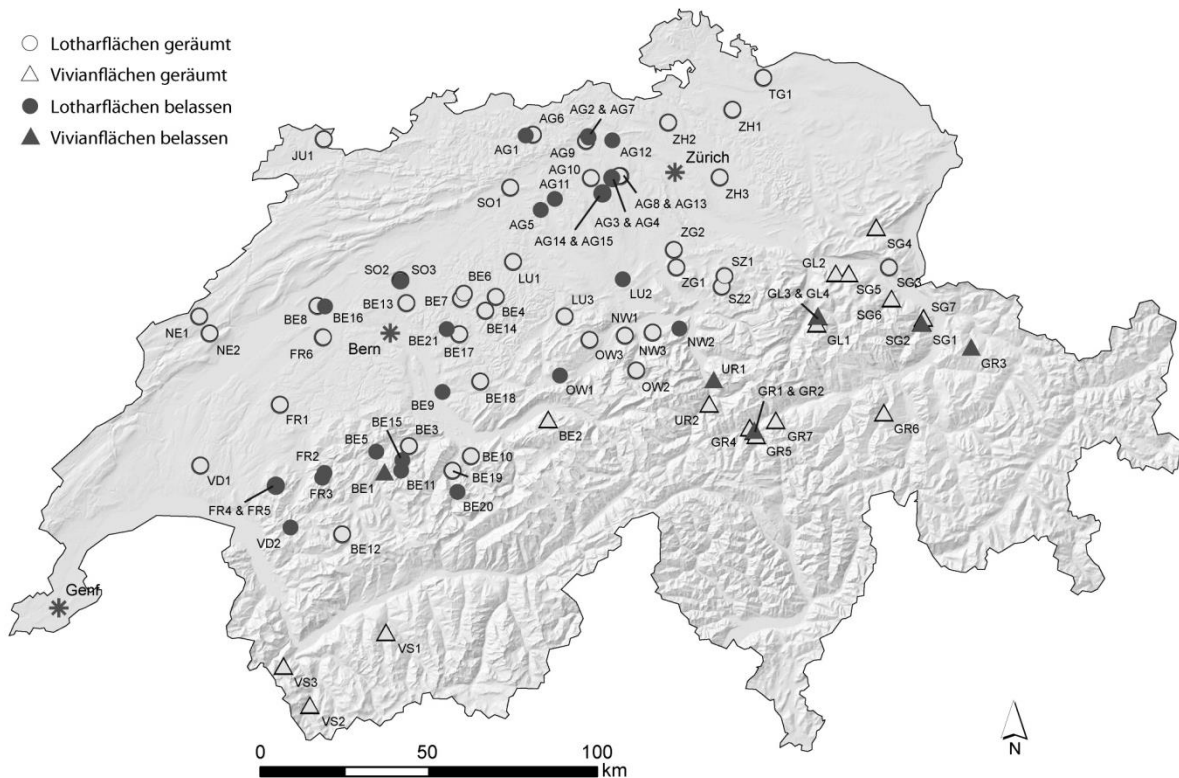 Lotharflächen geräumt
Vivianflächen geräumt
Lotharflächen belassen
Vivianflächen belassen
TG1
AG2 & AG7
AG6
ZH1
ZH2
JU1
AG1
AG9
AG12
Zürich
AG10
AG11
SO1
ZH3
AG8 & AG13
AG5
AG3 & AG4
AG14 & AG15
SG4
ZG2
SO2
SO3
BE6
LU1
SZ1
ZG1
GL2
SG3
SG5
BE7
BE13
LU2
SZ2
GL3 & GL4
BE4
LU3
SG6
SG7
BE8
BE16
BE14
NE1
NW1
GL1
SG2
SG1
NE2
Bern
BE21
BE17
FR6
OW3
NW3
NW2
GR3
OW1
OW2
UR1
BE18
GR1 & GR2
BE9
FR1
UR2
BE15
BE3
BE2
GR6
BE5
GR4
GR7
GR5
FR2
BE10
VD1
FR3
BE1
BE11
BE19
FR4 & FR5
BE20
VD2
BE12
Genf
VS1
VS3
VS2
N
0
50
100
km